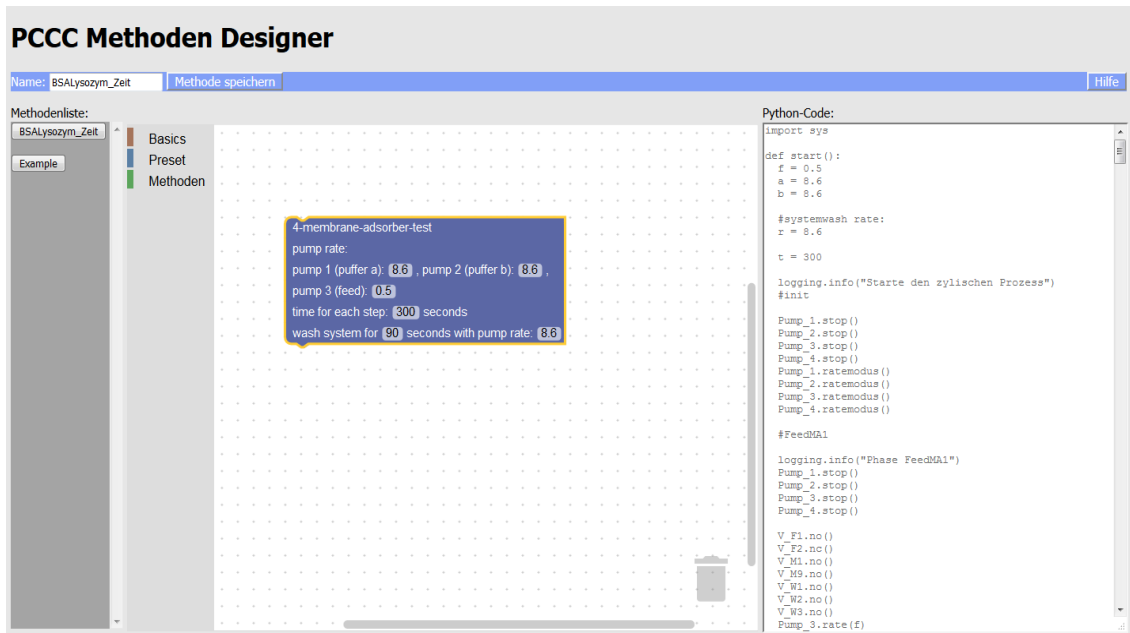 PCCC Methoden Designer
Name: BSALysozym_Zeit Methode speichern Hilfe
Methodenliste:
BSALysozym_Zeit
Example
Basics
Preset
Methoden
4-membrane-adsorber-test
pump rate:
pump 1 (puffer a): 8.6 , pump 2 (puffer b): 8.6 ,
pump 3 (feed): 0.5
time for each step: 300 seconds
wash system for 90 seconds with pump rate: 8.6
Python-Code:
import sys
def start():
f = 0.5
a = 8.6
b = 8.6
#systemwash rate:
r = 8.6
t = 300
logging.info("Starte den zylischen Prozess")
#init
Pump_1.stop()
Pump_2.stop()
Pump_3.stop()
Pump_4.stop()
Pump_1.ratemodus()
Pump_2.ratemodus()
Pump_3.ratemodus()
Pump_4.ratemodus()
#FeedMA1
logging.info("Phase FeedMA1")
Pump_1.stop()
Pump_2.stop()
Pump_3.stop()
Pump_4.stop()
V_F1.no()
V_F2.nc()
V_M1.no()
V_M9.no()
V_W1.no()
V_W2.no()
V_W3.no()
Pump_3.rate(f)